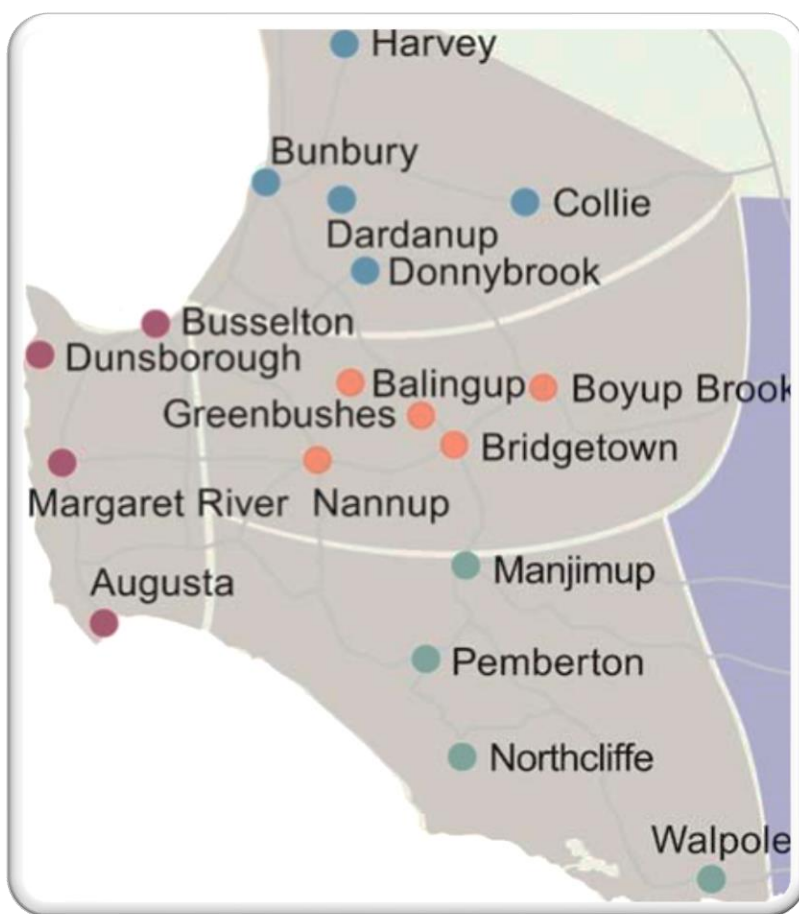 Harvey
Bunbury
Collie
Dardanup
Donnybrook
Busselton
Dunsborough
Balingup
Boyup Brook
Greenbushes
Bridgetown
Margaret River
Nannup
Manjimup
Augusta
Pemberton
Northcliffe
Walpole